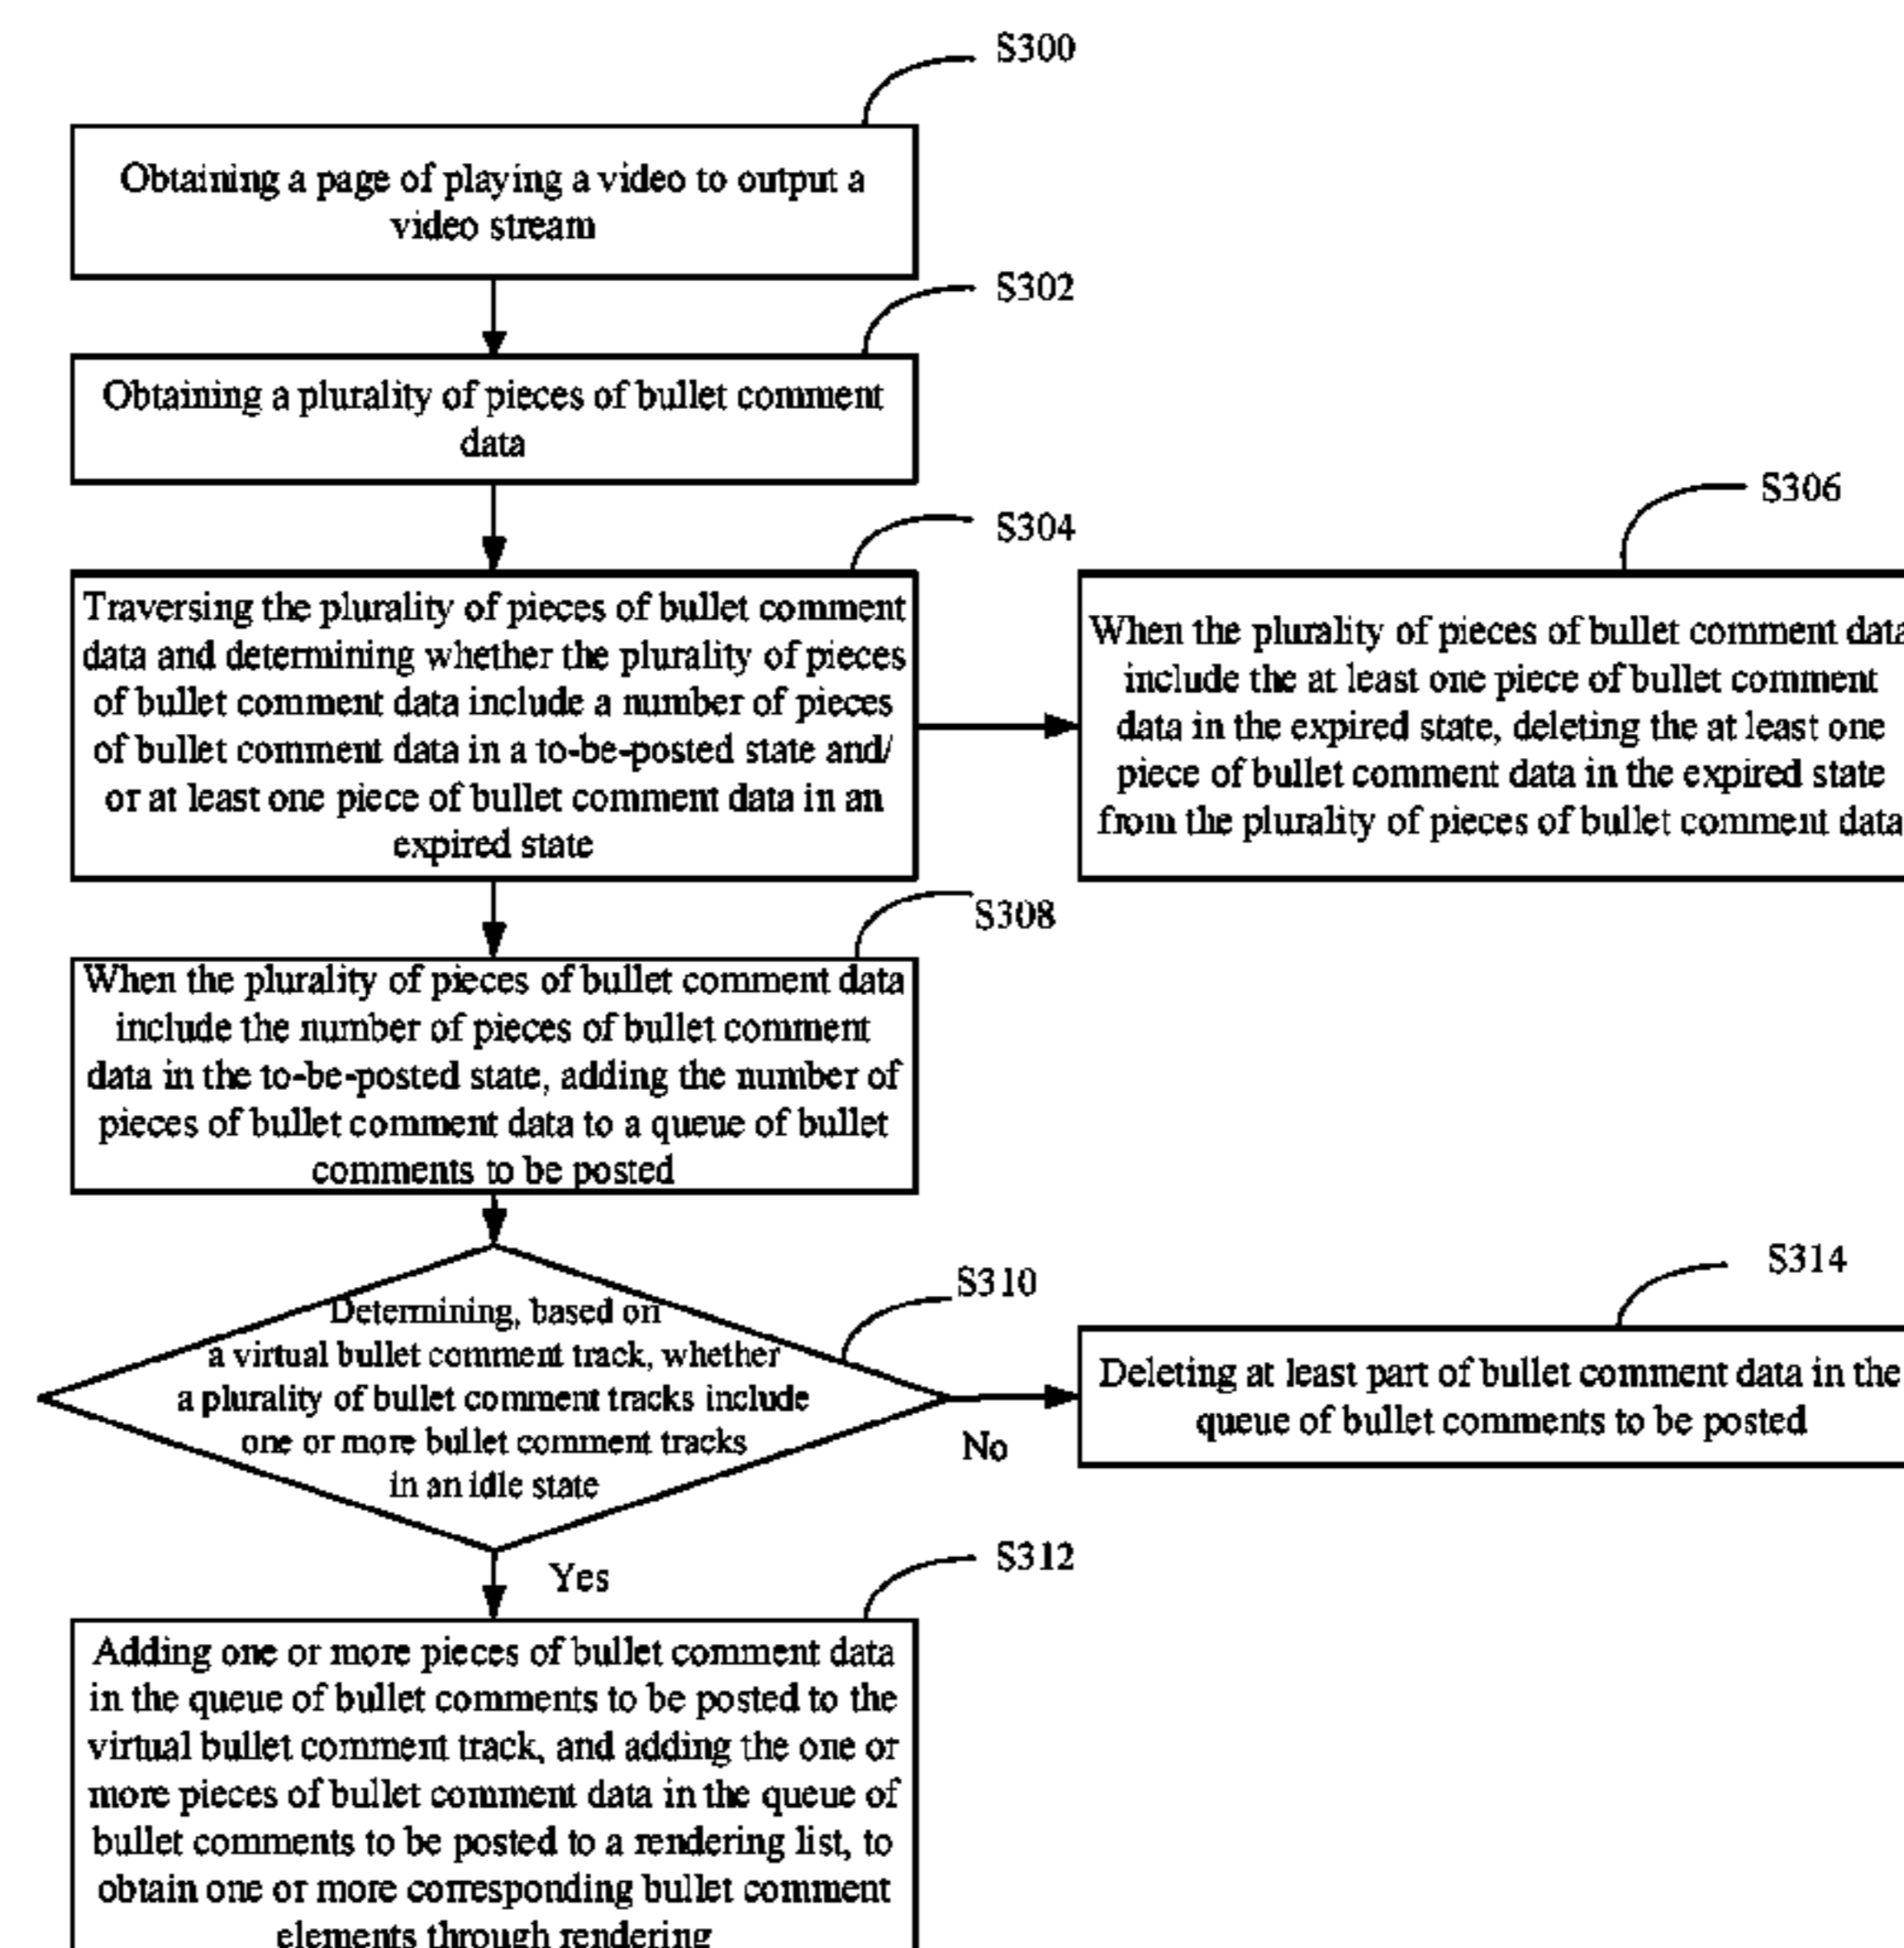 S300
Obtaining a page of playing a video to output a
video stream
S302
Obtaining a plurality of pieces of bullet comment
data
S304
Traversing the plurality of pieces of bullet comment
data and determining whether the plurality of pieces
of bullet comment data include a number of pieces
of bullet comment data in a to-be-posted state and/
or at least one piece of bullet comment data in an
expired state
S306
When the plurality of pieces of bullet comment data
include the at least one piece of bullet comment
data in the expired state, deleting the at least one
piece of bullet comment data in the expired state
from the plurality of pieces of bullet comment data
S308
When the plurality of pieces of bullet comment data
include the number of pieces of bullet comment
data in the to-be-posted state, adding the number of
pieces of bullet comment data to a queue of bullet
comments to be posted
S310
Determining, based on
a virtual bullet comment track, whether
a plurality of bullet comment tracks include
one or more bullet comment tracks
in an idle state
No
S314
Deleting at least part of bullet comment data in the
queue of bullet comments to be posted
Yes
S312
Adding one or more pieces of bullet comment data
in the queue of bullet comments to be posted to the
virtual bullet comment track, and adding the one or
more pieces of bullet comment data in the queue of
bullet comments to be posted to a rendering list, to
obtain one or more corresponding bullet comment
elements through rendering